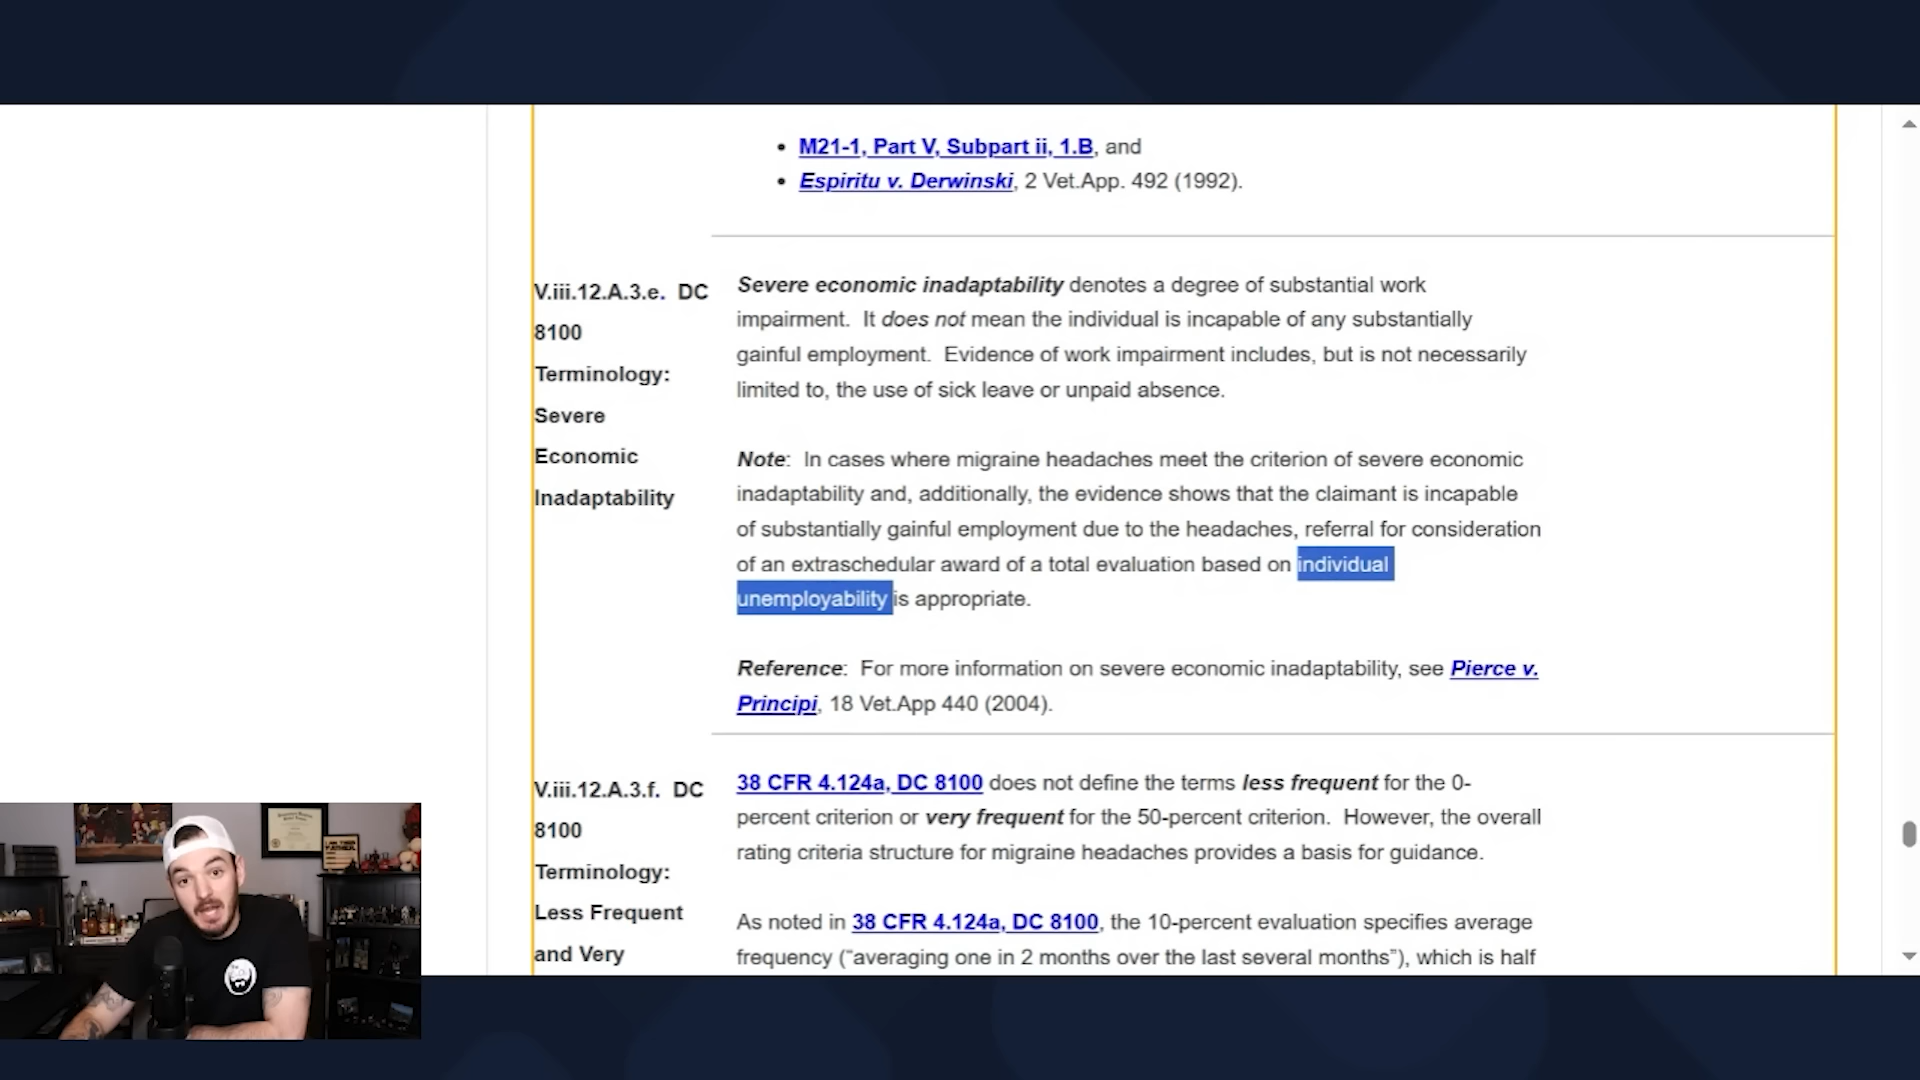 M21-1, Part V, Subpart ii, 1.B, and
Espiritu v. Derwinski, 2 Vet.App. 492 (1992).
V.iii.12.A.3.e. DC
8100
Terminology:
Severe
Economic
Inadaptability
Severe economic inadaptability denotes a degree of substantial work
impairment. It does not mean the individual is incapable of any substantially
gainful employment. Evidence of work impairment includes, but is not necessarily
limited to, the use of sick leave or unpaid absence.
Note: In cases where migraine headaches meet the criterion of severe economic
inadaptability and, additionally, the evidence shows that the claimant is incapable
of substantially gainful employment due to the headaches, referral for consideration
of an extraschedular award of a total evaluation based on individual
unemployability is appropriate.
Reference: For more information on severe economic inadaptability, see Pierce v.
Principi, 18 Vet.App 440 (2004).
V.iii.12.A.3.f. DC
8100
Terminology:
Less Frequent
and Very
38 CFR 4.124a, DC 8100 does not define the terms less frequent for the 0-
percent criterion or very frequent for the 50-percent criterion. However, the overall
rating criteria structure for migraine headaches provides a basis for guidance.
As noted in 38 CFR 4.124a, DC 8100, the 10-percent evaluation specifies average
frequency (“averaging one in 2 months over the last several months”), which is half